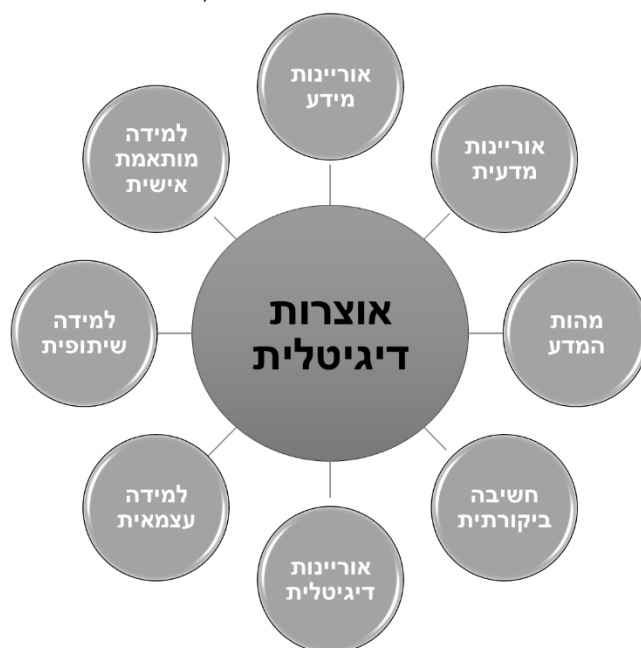 אוצרות
דיגיטלית
אוריינות
מידע
אוריינות
מדעית
מהות
המדע
חשיבה
ביקורתית
אוריינות
דיגיטלית
למידה
עצמאית
למידה
שיתופית
למידה
מותאמת
אישית